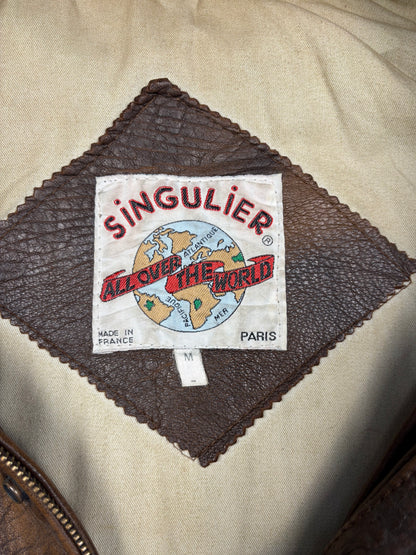 SiNGULiER
®
ATLANTIQUE
ALL OVER THE WORLD
PACIFIQUE
MER
MADE IN
FRANCE
PARIS
M